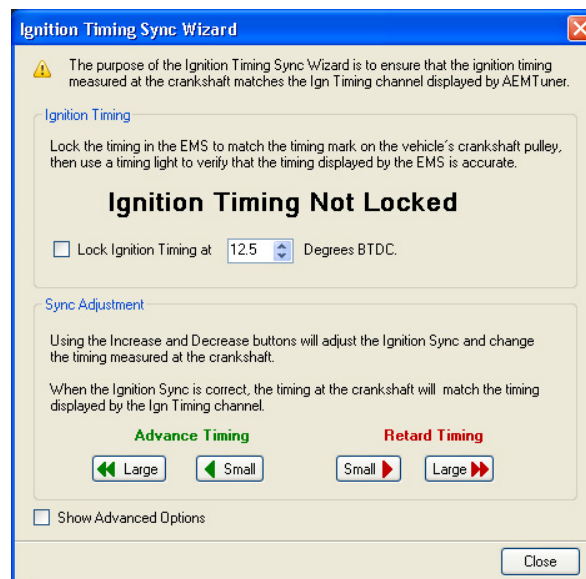 Ignition Timing Sync Wizard
The purpose of the Ignition Timing Sync Wizard is to ensure that the ignition timing
measured at the crankshaft matches the Ign Timing channel displayed by AEMTuner.
Ignition Timing
Lock the timing in the EMS to match the timing mark on the vehicle´s crankshaft pulley,
then use a timing light to verify that the timing displayed by the EMS is accurate.
Ignition Timing Not Locked
Lock Ignition Timing at 12.5 Degrees BTDC.
Sync Adjustment
Using the Increase and Decrease buttons will adjust the Ignition Sync and change
the timing measured at the crankshaft.
When the Ignition Sync is correct, the timing at the crankshaft will match the timing
displayed by the Ign Timing channel.
Advance Timing Retard Timing
Large Small Small Large
Show Advanced Options
Close